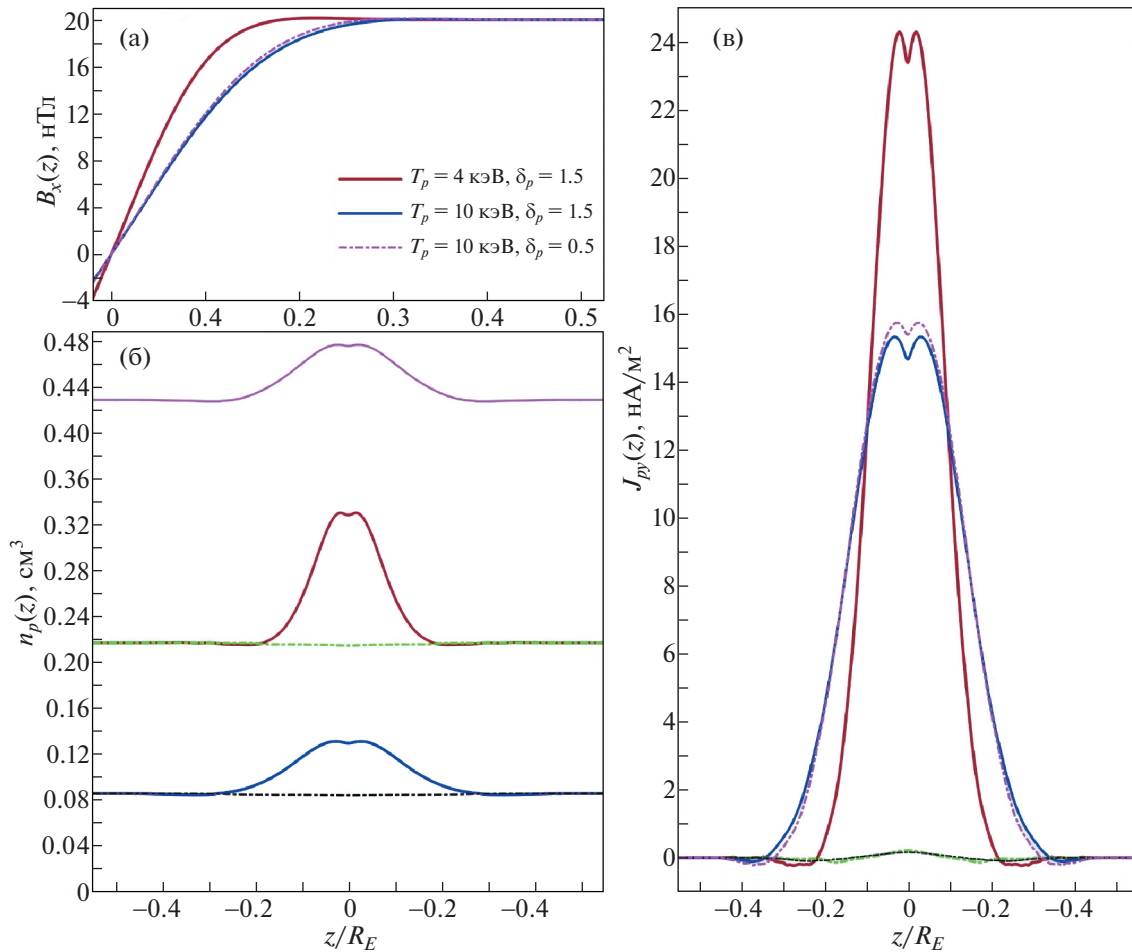 (а)
20
16
12
8
4
0
−4
B_x(z), нТл
T_p = 4 кэВ, δ_p = 1.5
T_p = 10 кэВ, δ_p = 1.5
T_p = 10 кэВ, δ_p = 0.5
0 0.4 0.2 0.3 0.4 0.5
(б)
0.48
0.44
0.40
0.36
0.32
0.28
0.24
0.20
0.16
0.12
0.08
0.04
0
n_p(z), см^3
−0.4 −0.2 0 −0.2 −0.4
z/R_E
(в)
24
22
20
18
16
14
12
10
8
6
4
2
0
J_py(z), нА/м^2
−0.4 −0.2 0 −0.2 −0.4
z/R_E